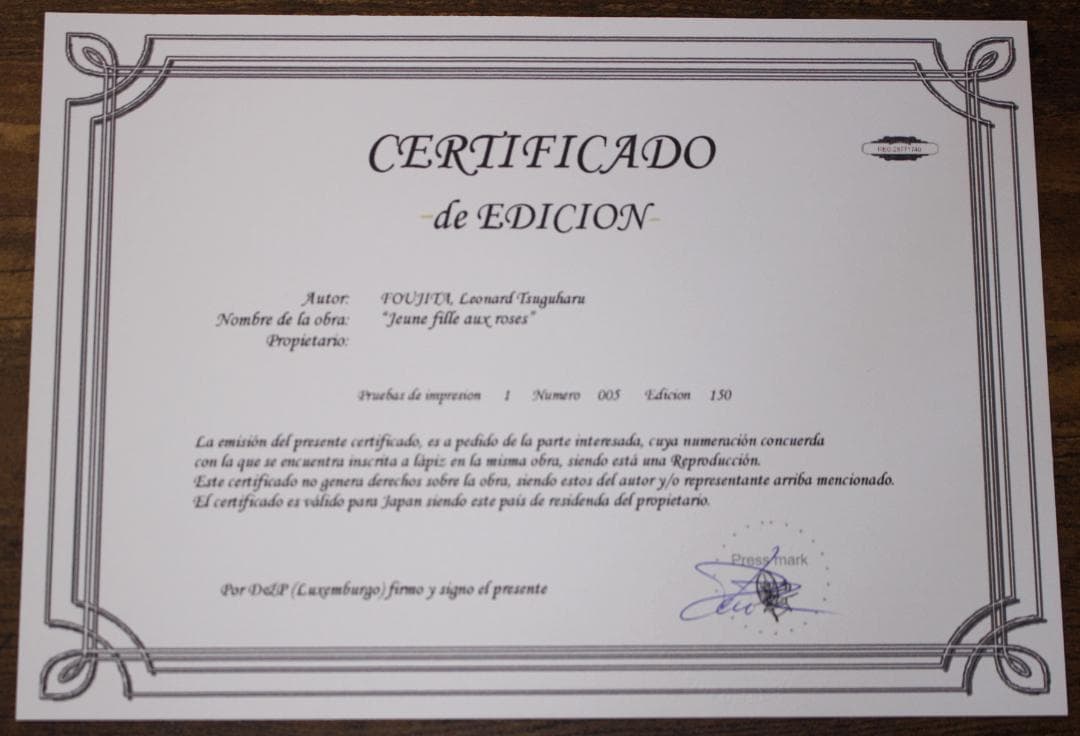 CERTIFICADO
-de EDICION-
Autor: FOUJITA, Leonard Tsuguharu
Nombre de la obra: "Jeune fille aux roses"
Propietario:
Pruebas de impresion 1 Numero 005 Edicion 150
La emisión del presente certificado, es a pedido de la parte interesada, cuya numeración concuerda
con la que se encuentra inscrita a làpiz en la misma obra, siendo está una Reproducción.
Este certificado no genera derechos sobre la obra, siendo estos del autor y/o representante arriba mencionado.
El certificado es válido para Japan siendo este país de residenda del propietario.
Press mark
Por D&P (Luxemburgo) firmo y signo el presente